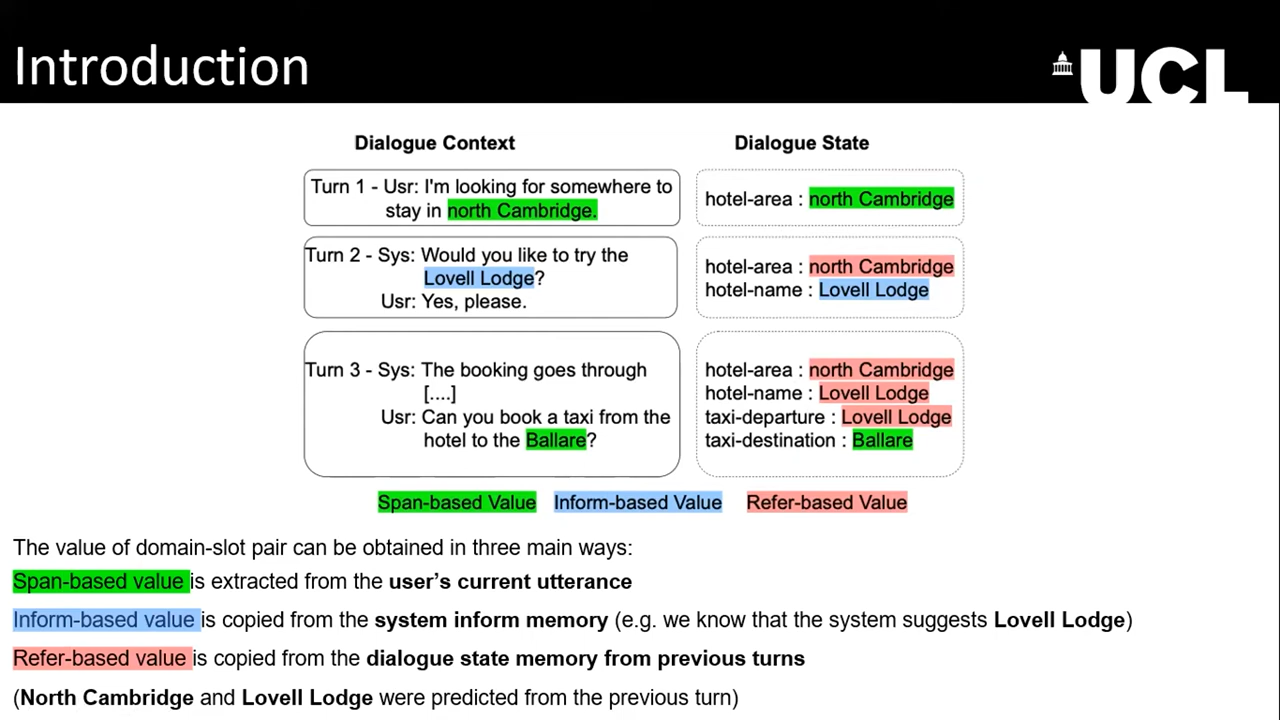 Introduction
UCL
Dialogue Context
Dialogue State
Turn 1 - Usr: I'm looking for somewhere to
stay in north Cambridge.
hotel-area : north Cambridge
Turn 2 - Sys: Would you like to try the
Lovell Lodge?
Usr: Yes, please.
hotel-area : north Cambridge
hotel-name : Lovell Lodge
Turn 3 - Sys: The booking goes through
[....]
Usr: Can you book a taxi from the
hotel to the Ballare?
hotel-area : north Cambridge
hotel-name : Lovell Lodge
taxi-departure : Lovell Lodge
taxi-destination : Ballare
Span-based Value Inform-based Value Refer-based Value
The value of domain-slot pair can be obtained in three main ways:
Span-based value is extracted from the user’s current utterance
Inform-based value is copied from the system inform memory (e.g. we know that the system suggests Lovell Lodge)
Refer-based value is copied from the dialogue state memory from previous turns
(North Cambridge and Lovell Lodge were predicted from the previous turn)